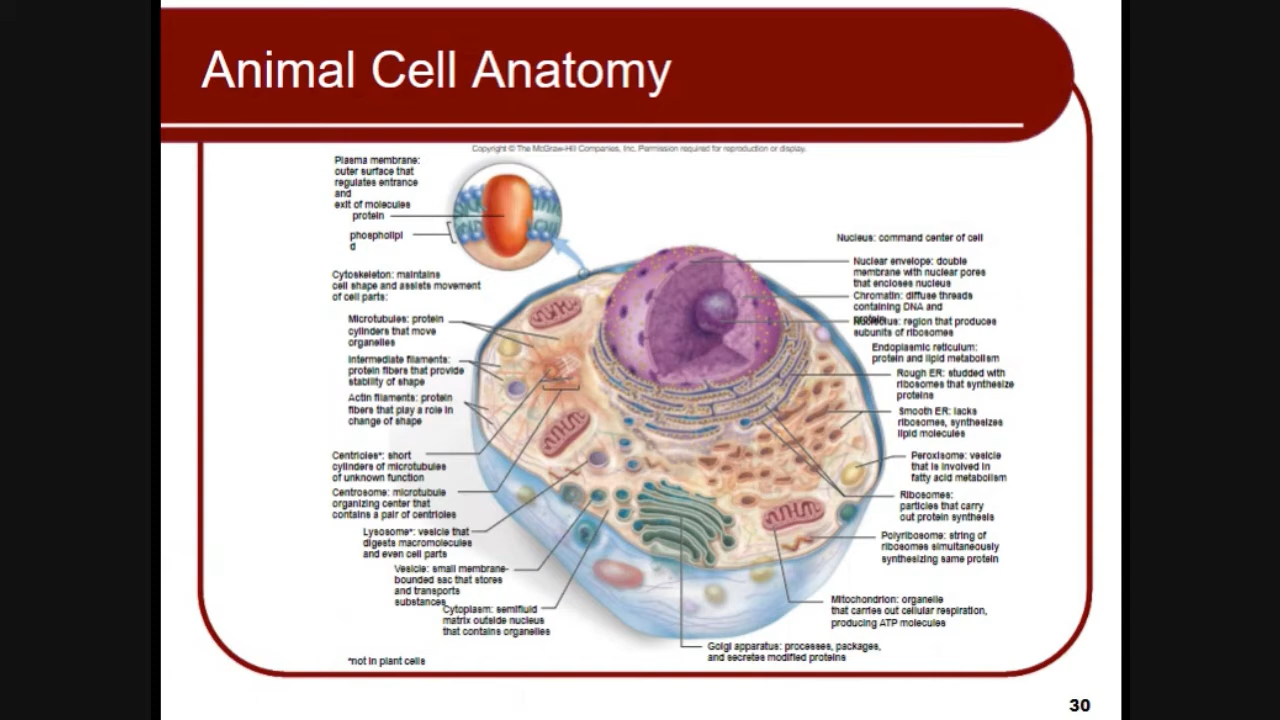 Animal Cell Anatomy
Copyright © The McGraw-Hill Companies, Inc. Permission required for reproduction or display.
Plasma membrane:
outer surface that
regulates entrance
and
exit of molecules
protein
phospholipi
d
Cytoskeleton: maintains
cell shape and assists movement
of cell parts:
Microtubules: protein
cylinders that move
organelles
Intermediate filaments:
protein fibers that provide
stability of shape
Actin filaments: protein
fibers that play a role in
change of shape
Centrioles*: short
cylinders of microtubules
of unknown function
Centrosome: microtubule
organizing center that
contains a pair of centrioles
Lysosome*: vesicle that
digests macromolecules
and even cell parts
Vesicle: small membrane-
bounded sac that stores
and transports
substances
Cytoplasm: semifluid
matrix outside nucleus
that contains organelles
*not in plant cells
Nucleus: command center of cell
Nuclear envelope: double
membrane with nuclear pores
that encloses nucleus
Chromatin: diffuse threads
containing DNA and
protein
Nucleolus: region that produces
subunits of ribosomes
Endoplasmic reticulum:
protein and lipid metabolism
Rough ER: studded with
ribosomes that synthesize
proteins
Smooth ER: lacks
ribosomes, synthesizes
lipid molecules
Peroxisome: vesicle
that is involved in
fatty acid metabolism
Ribosomes:
particles that carry
out protein synthesis
Polyribosome: string of
ribosomes simultaneously
synthesizing same protein
Mitochondrion: organelle
that carries out cellular respiration,
producing ATP molecules
Golgi apparatus: processes, packages,
and secretes modified proteins
30